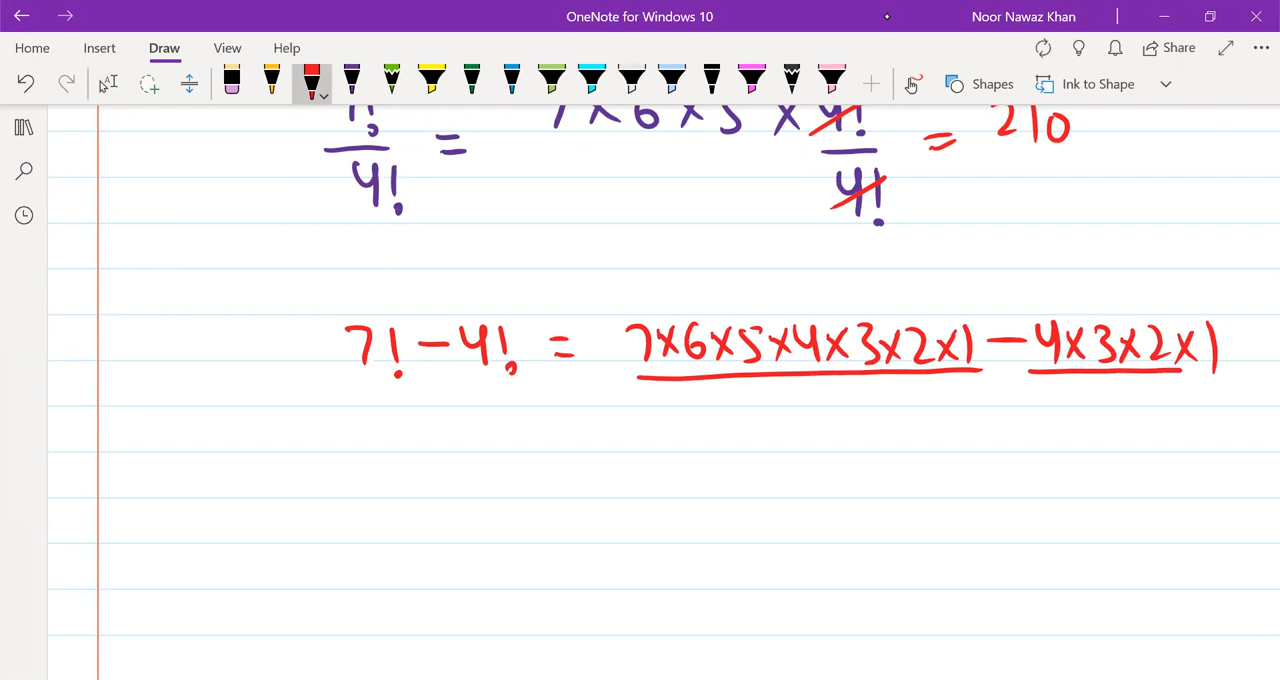 OneNote for Windows 10
Noor Nawaz Khan
Home Insert Draw View Help
Share
Shapes
Ink to Shape
7! = 7 × 6 × 5 × 4! = 210
4! 4!
7! − 4! = 7×6×5×4×3×2×1 − 4×3×2×1